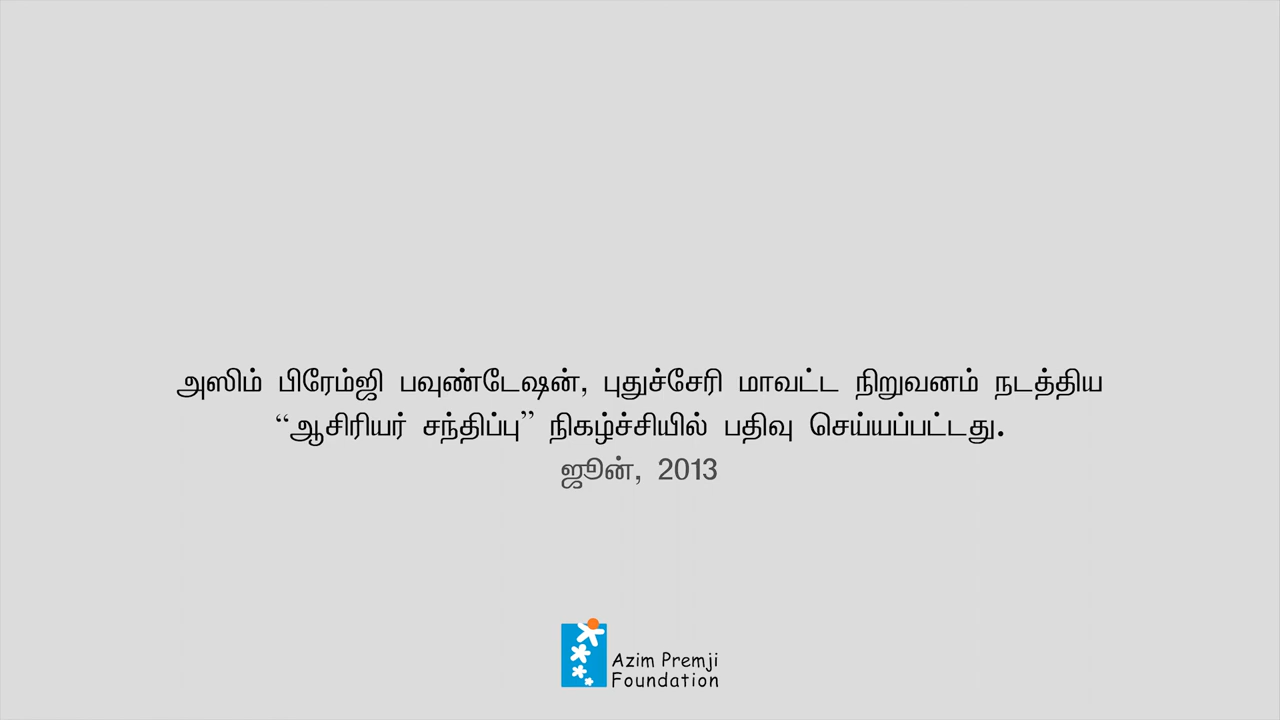 அஸிம் பிரேம்ஜி பவுண்டேஷன், புதுச்சேரி மாவட்ட நிறுவனம் நடத்திய
“ஆசிரியர் சந்திப்பு” நிகழ்ச்சியில் பதிவு செய்யப்பட்டது.
ஜூன், 2013
Azim Premji
Foundation